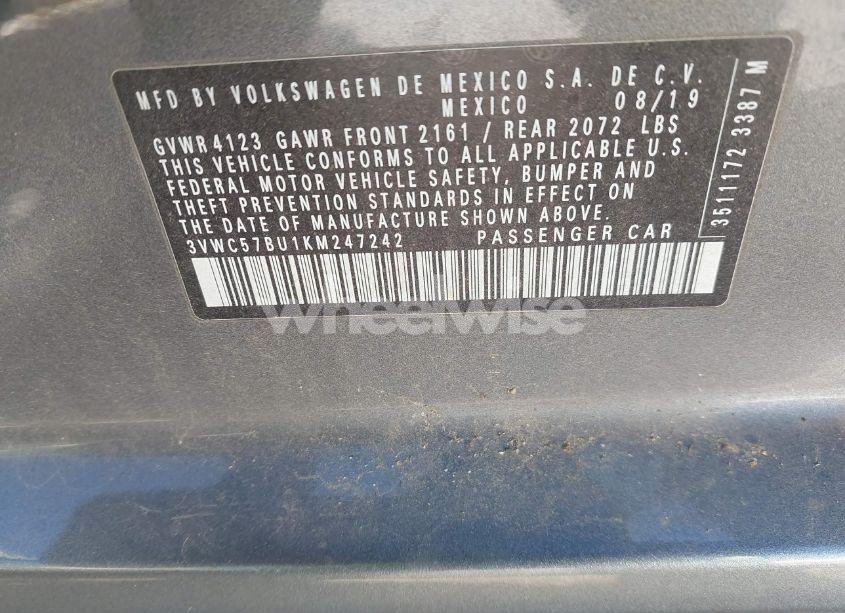 MFD BY VOLKSWAGEN DE MEXICO S.A. DE C.V.
MEXICO 08/19
GVWR 4123 GAWR FRONT 2161 / REAR 2072 LBS
THIS VEHICLE CONFORMS TO ALL APPLICABLE U.S.
FEDERAL MOTOR VEHICLE SAFETY, BUMPER AND
THEFT PREVENTION STANDARDS IN EFFECT ON
THE DATE OF MANUFACTURE SHOWN ABOVE.
3VWC57BU1KM247242 PASSENGER CAR
3511172 3387 M
wheelwise